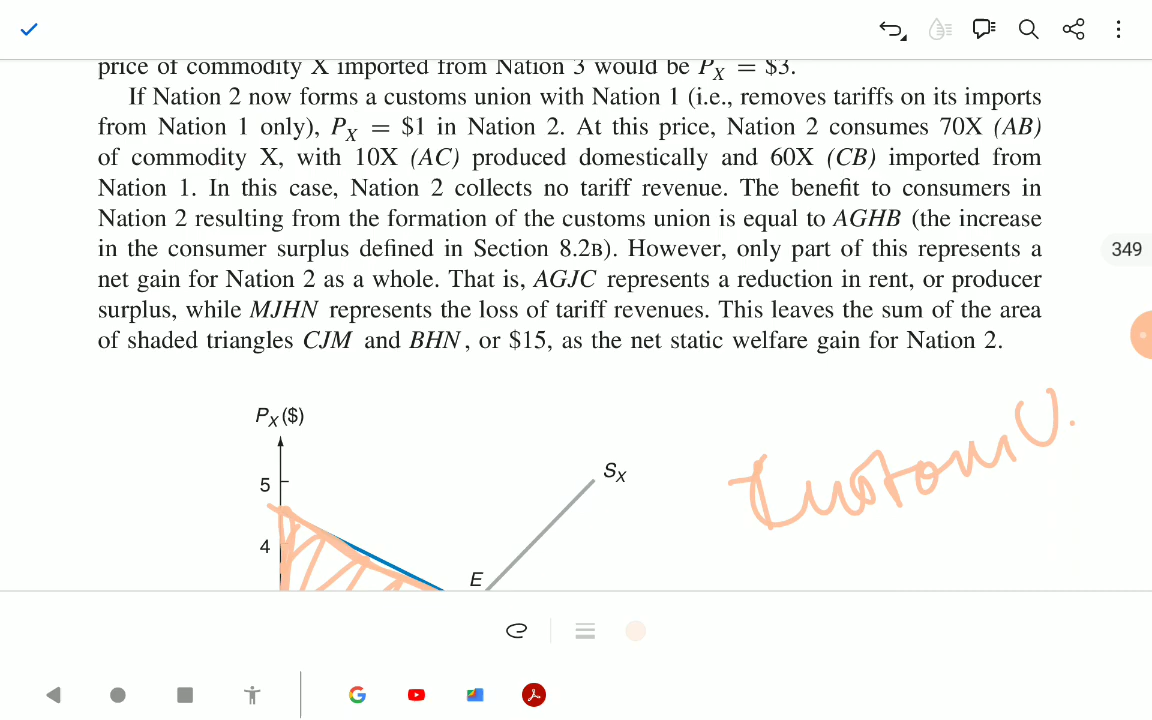 price of commodity X imported from Nation 3 would be PX = $3.
If Nation 2 now forms a customs union with Nation 1 (i.e., removes tariffs on its imports
from Nation 1 only), PX = $1 in Nation 2. At this price, Nation 2 consumes 70X (AB)
of commodity X, with 10X (AC) produced domestically and 60X (CB) imported from
Nation 1. In this case, Nation 2 collects no tariff revenue. The benefit to consumers in
Nation 2 resulting from the formation of the customs union is equal to AGHB (the increase
in the consumer surplus defined in Section 8.2B). However, only part of this represents a
net gain for Nation 2 as a whole. That is, AGJC represents a reduction in rent, or producer
surplus, while MJHN represents the loss of tariff revenues. This leaves the sum of the area
of shaded triangles CJM and BHN, or $15, as the net static welfare gain for Nation 2.
349
PX ($)
5
4
SX
E
Custom U.